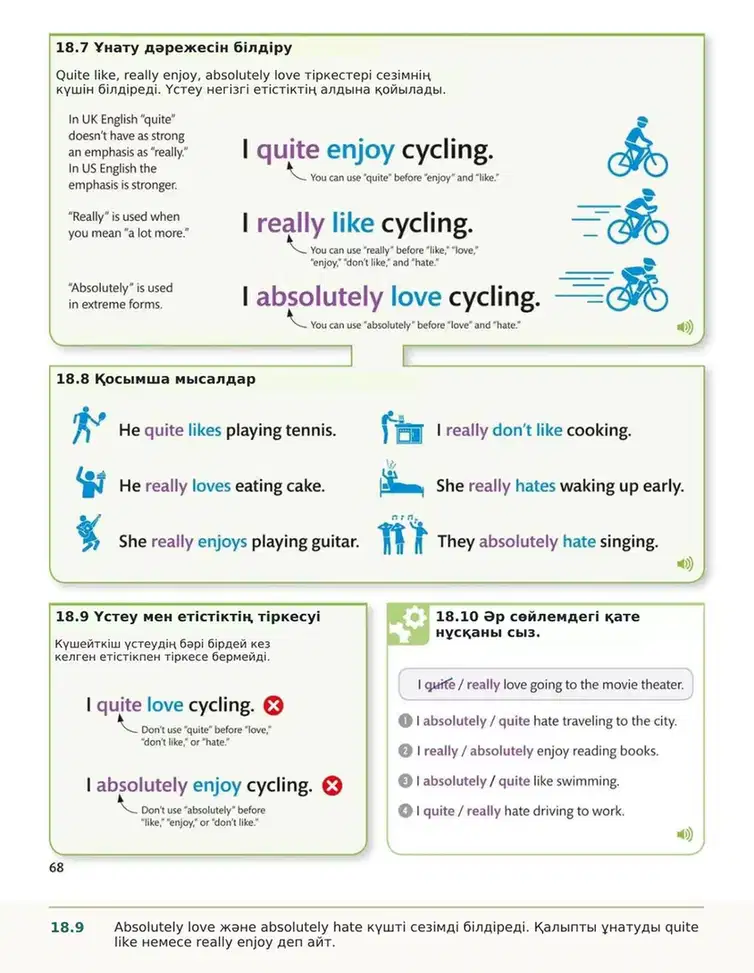 18.7 Ұнату дәрежесін білдіру
Quite like, really enjoy, absolutely love тіркестері сезімнің
күшін білдіреді. Үстеу негізгі етістіктің алдына қойылады.
In UK English “quite”
doesn’t have as strong
an emphasis as “really.”
In US English the
emphasis is stronger.
I quite enjoy cycling.
You can use “quite” before “enjoy” and “like.”
“Really” is used when
you mean “a lot more.”
I really like cycling.
You can use “really” before “like,” “love,”
“enjoy,” “don’t like,” and “hate.”
“Absolutely” is used
in extreme forms.
I absolutely love cycling.
You can use “absolutely” before “love” and “hate.”
18.8 Қосымша мысалдар
He quite likes playing tennis.
I really don’t like cooking.
He really loves eating cake.
She really hates waking up early.
She really enjoys playing guitar.
They absolutely hate singing.
18.9 Үстеу мен етістіктің тіркесуі
Күшейткіш үстеудің бәрі бірдей кез
келген етістікпен тіркесе бермейді.
I quite love cycling.
Don’t use “quite” before “love,”
“don’t like,” or “hate.”
I absolutely enjoy cycling.
Don’t use “absolutely” before
“like,” “enjoy,” or “don’t like.”
18.10 Әр сөйлемдегі қате
нұсқаны сыз.
I quite / really love going to the movie theater.
1 I absolutely / quite hate traveling to the city.
2 I really / absolutely enjoy reading books.
3 I absolutely / quite like swimming.
4 I quite / really hate driving to work.
68
18.9 Absolutely love және absolutely hate күшті сезімді білдіреді. Қалыпты ұнатуды quite
like немесе really enjoy деп айт.